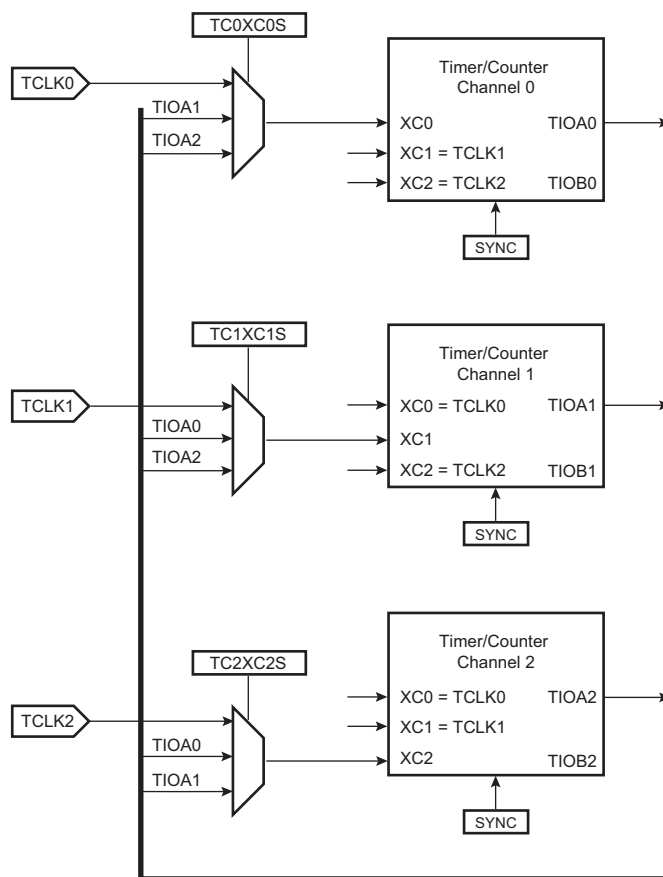 TC0XC0S
TCLK0
TIOA1
TIOA2
Timer/Counter
Channel 0
XC0
TIOA0
XC1 = TCLK1
XC2 = TCLK2
TIOB0
SYNC
TC1XC1S
TCLK1
TIOA0
TIOA2
Timer/Counter
Channel 1
XC0 = TCLK0
TIOA1
XC1
XC2 = TCLK2
TIOB1
SYNC
TC2XC2S
TCLK2
TIOA0
TIOA1
Timer/Counter
Channel 2
XC0 = TCLK0
TIOA2
XC1 = TCLK1
XC2
TIOB2
SYNC